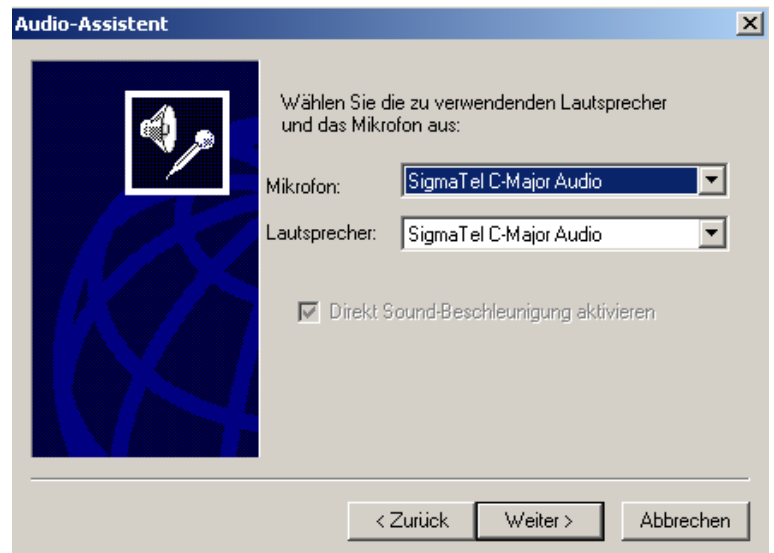 Audio-Assistent
Wählen Sie die zu verwendenden Lautsprecher
und das Mikrofon aus:
Mikrofon: SigmaTel C-Major Audio
Lautsprecher: SigmaTel C-Major Audio
Direkt Sound-Beschleunigung aktivieren
< Zurück Weiter > Abbrechen